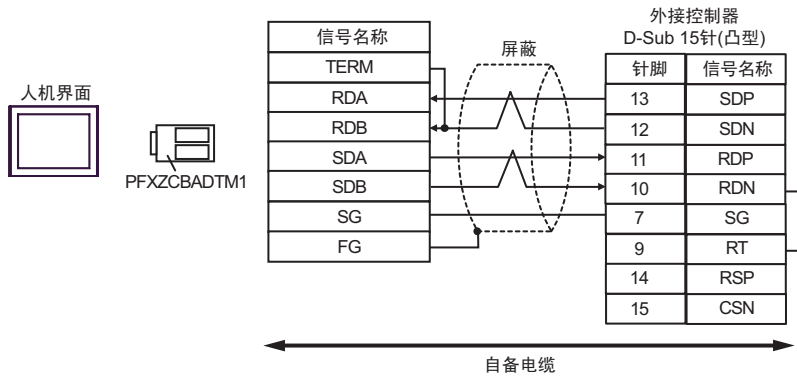 外接控制器
D-Sub 15针(凸型)
信号名称
屏蔽
针脚 信号名称
TERM
人机界面
RDA
13 SDP
RDB
12 SDN
SDA
11 RDP
PFXZCBADTM1
SDB
10 RDN
SG
7 SG
FG
9 RT
14 RSP
15 CSN
自备电缆